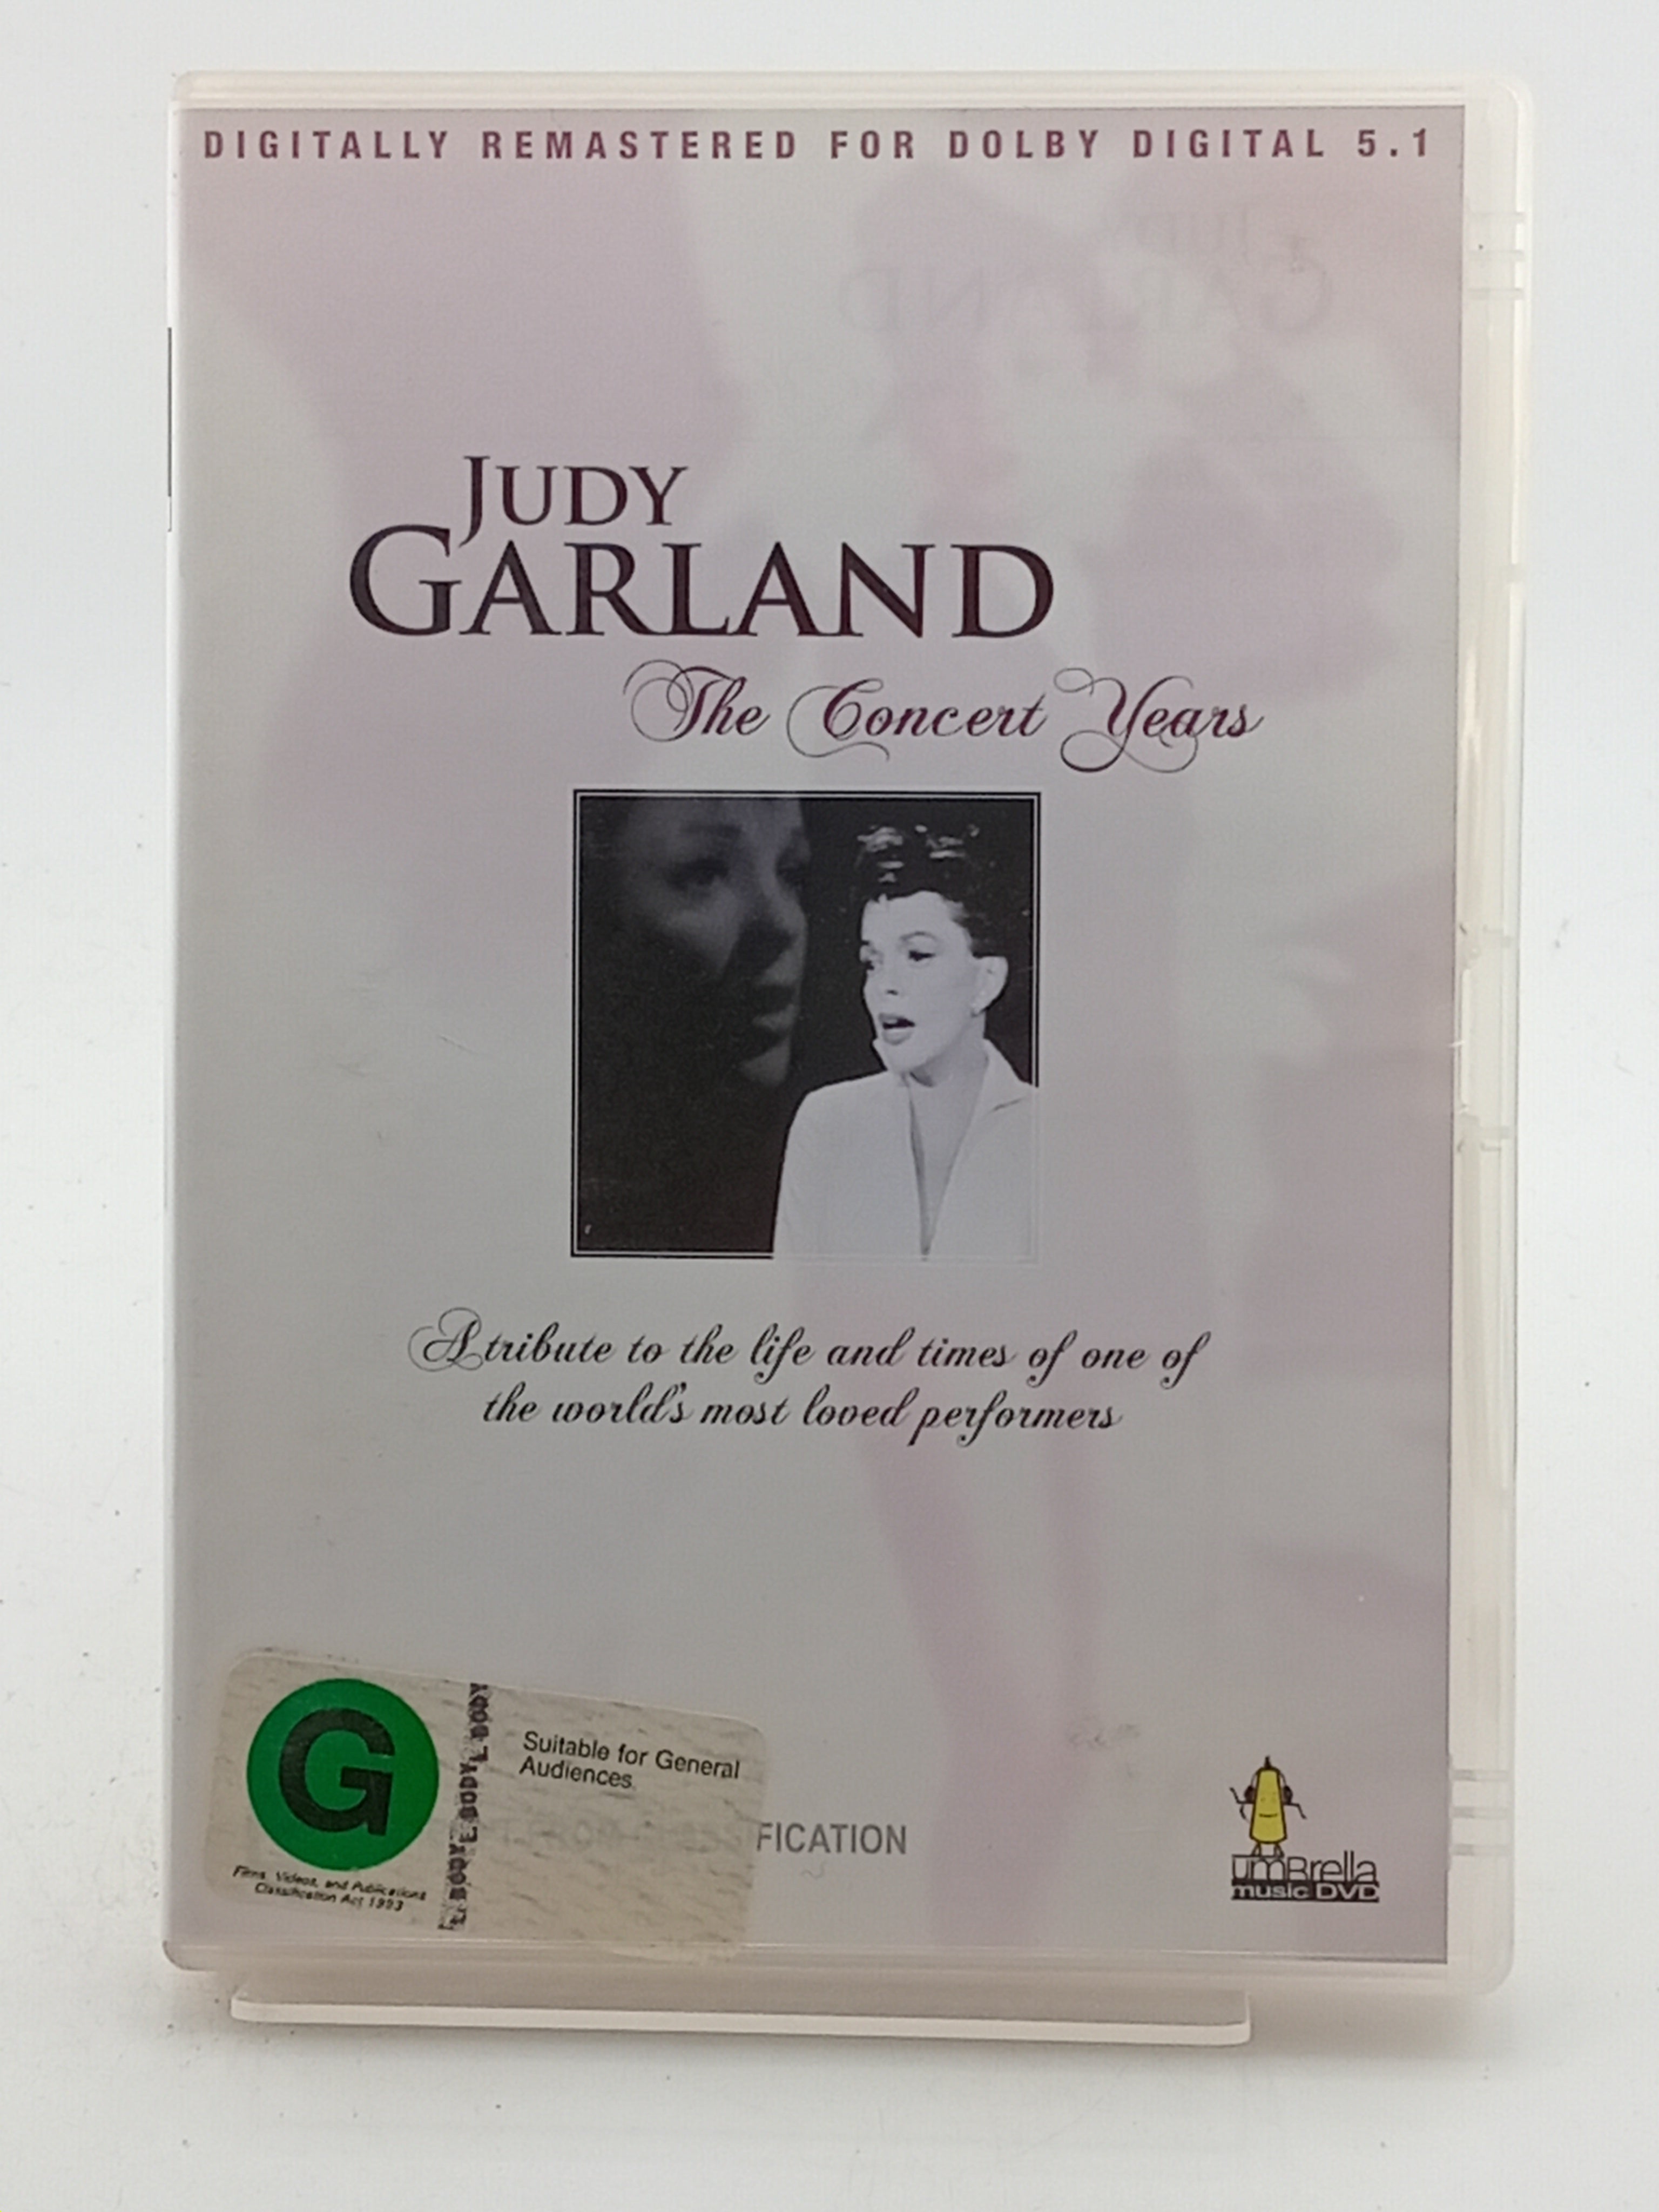 DIGITALLY REMASTERED FOR DOLBY DIGITAL 5.1
JUDY
GARLAND
The Concert Years
A tribute to the life and times of one of
the world's most loved performers
G
Films, Videos, and Publications
Classification Act 1993
Suitable for General
Audiences
FICATION
umBrella
music DVD